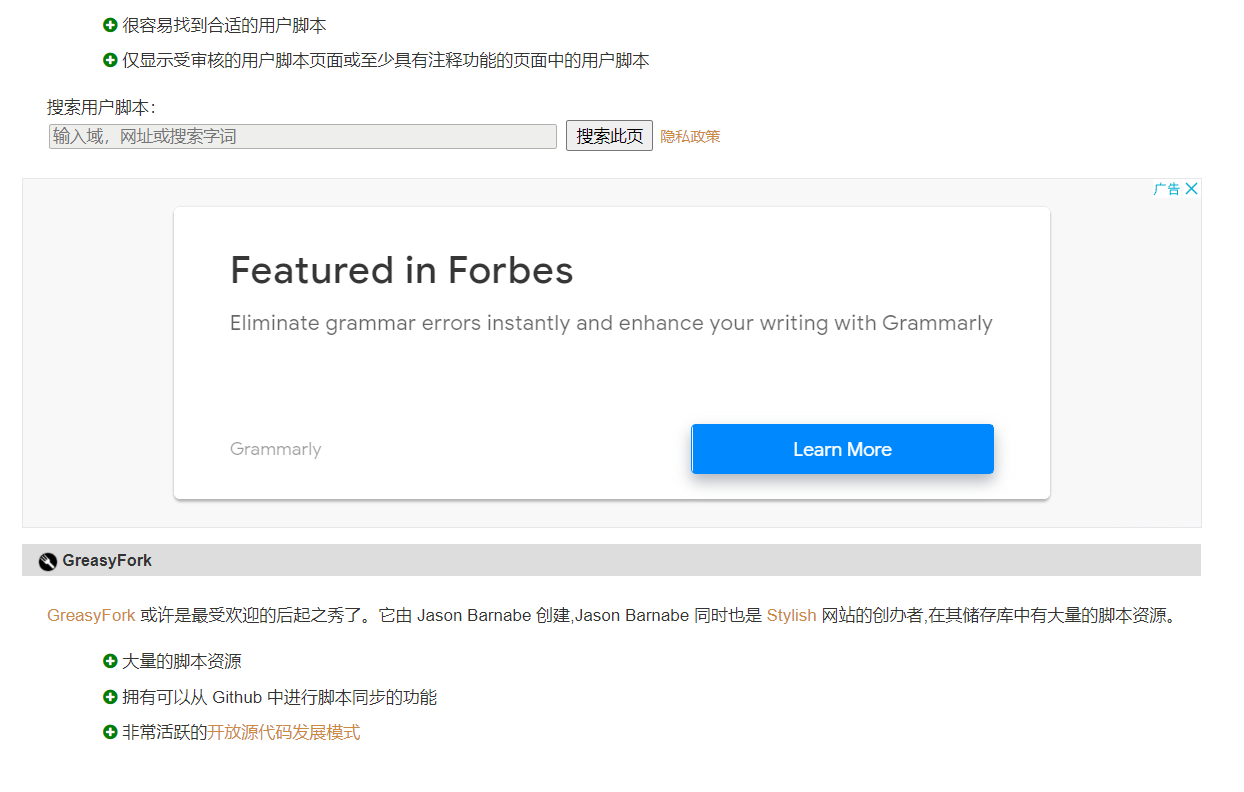 很容易找到合适的用户脚本
仅显示受审核的用户脚本页面或至少具有注释功能的页面中的用户脚本
搜索用户脚本：
输入域，网址或搜索字词 搜索此页 隐私政策
广告
Featured in Forbes
Eliminate grammar errors instantly and enhance your writing with Grammarly
Grammarly Learn More
GreasyFork
GreasyFork 或许是最受欢迎的后起之秀了。它由 Jason Barnabe 创建,Jason Barnabe 同时也是 Stylish 网站的创办者,在其储存库中有大量的脚本资源。
大量的脚本资源
拥有可以从 Github 中进行脚本同步的功能
非常活跃的开放源代码发展模式